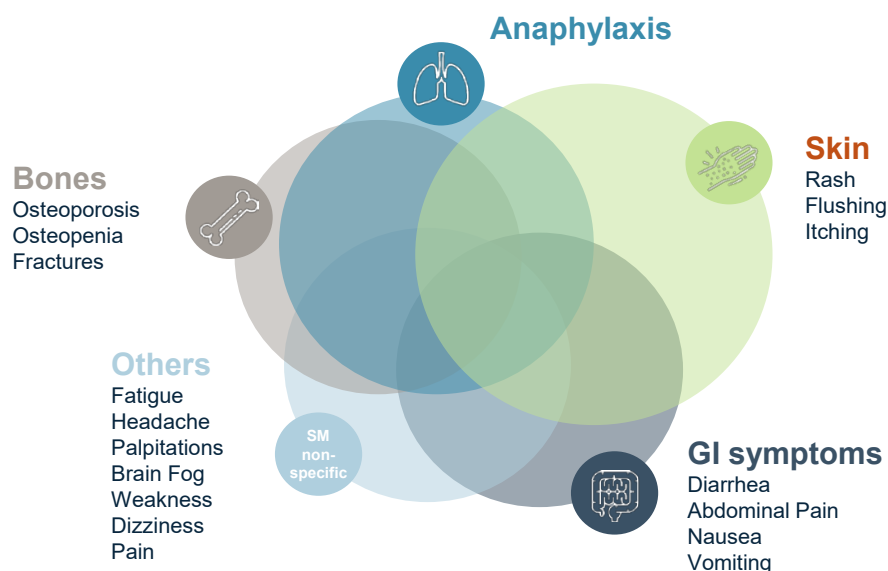 Anaphylaxis
Skin
Rash
Flushing
Itching
Bones
Osteoporosis
Osteopenia
Fractures
Others
Fatigue
Headache
Palpitations
Brain Fog
Weakness
Dizziness
Pain
SM
non-
specific
GI symptoms
Diarrhea
Abdominal Pain
Nausea
Vomiting